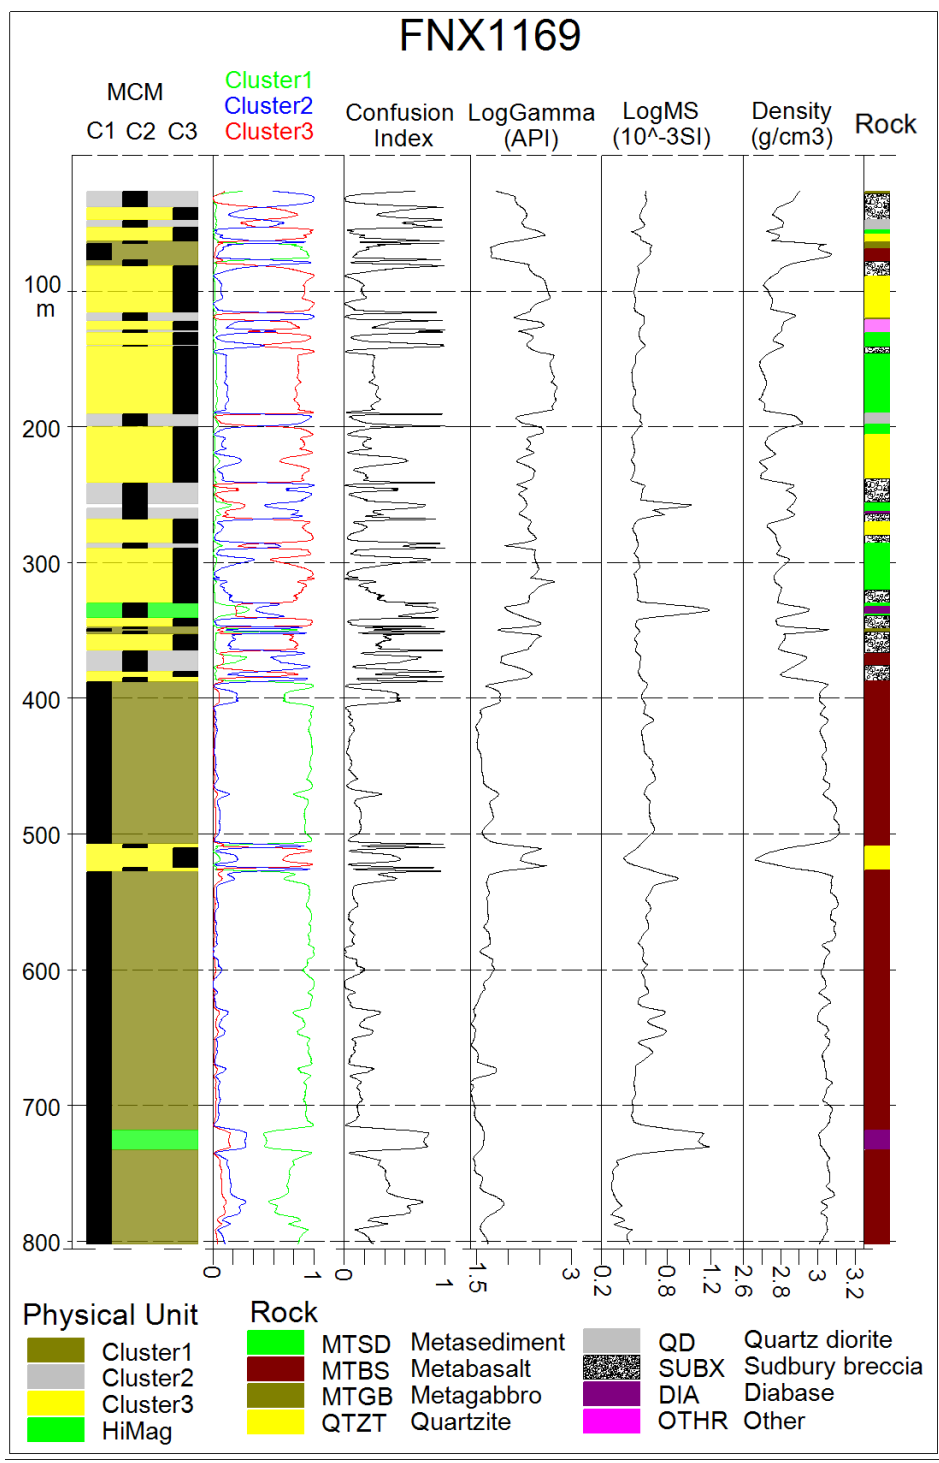 FNX1169
MCM
C1 C2 C3
Cluster1
Cluster2
Cluster3
Confusion
Index
LogGamma
(API)
LogMS
(10^-3SI)
Density
(g/cm3)
Rock
100
m
200
300
400
500
600
700
800
0 1 0 1 1.5 3 0.2 0.8 1.2 2.6 2.8 3 3.2
Physical Unit
Cluster1
Cluster2
Cluster3
HiMag
Rock
MTSD Metasediment
MTBS Metabasalt
MTGB Metagabbro
QTZT Quartzite
QD Quartz diorite
SUBX Sudbury breccia
DIA Diabase
OTHR Other